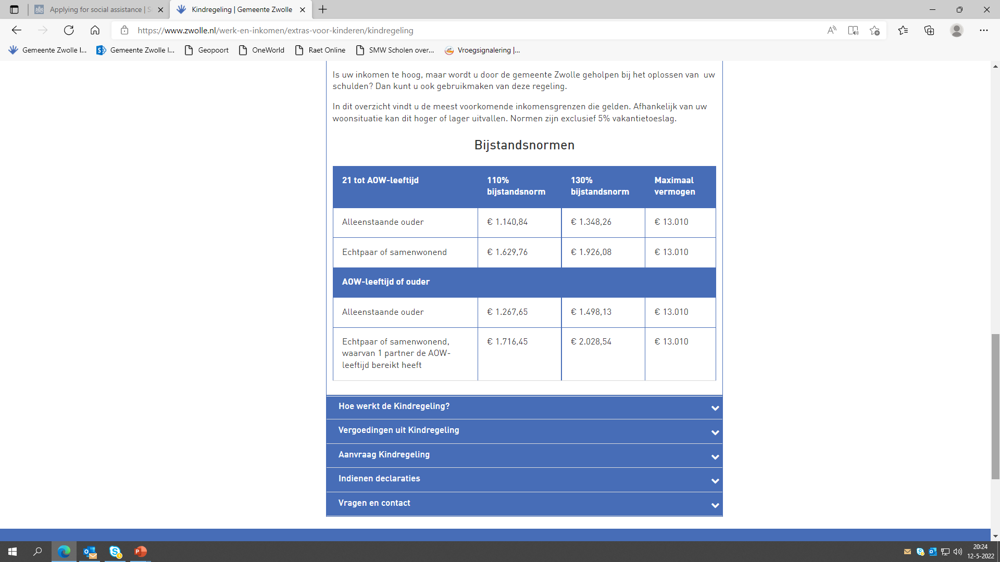 Applying for social assistance | S
Kindregeling | Gemeente Zwolle
https://www.zwolle.nl/werk-en-inkomen/extras-voor-kinderen/kindregeling
Gemeente Zwolle I... Gemeente Zwolle I... Geopoort OneWorld Raet Online SMW Scholen over... Vroegsignalering |...
Is uw inkomen te hoog, maar wordt u door de gemeente Zwolle geholpen bij het oplossen van uw
schulden? Dan kunt u ook gebruikmaken van deze regeling.
In dit overzicht vindt u de meest voorkomende inkomensgrenzen die gelden. Afhankelijk van uw
woonsituatie kan dit hoger of lager uitvallen. Normen zijn exclusief 5% vakantietoeslag.
Bijstandsnormen
21 tot AOW-leeftijd 110% 130% Maximaal
bijstandsnorm bijstandsnorm vermogen
Alleenstaande ouder € 1.140,84 € 1.348,26 € 13.010
Echtpaar of samenwonend € 1.629,76 € 1.926,08 € 13.010
AOW-leeftijd of ouder
Alleenstaande ouder € 1.267,65 € 1.498,13 € 13.010
Echtpaar of samenwonend, € 1.716,45 € 2.028,54 € 13.010
waarvan 1 partner de AOW-
leeftijd bereikt heeft
Hoe werkt de Kindregeling?
Vergoedingen uit Kindregeling
Aanvraag Kindregeling
Indienen declaraties
Vragen en contact
20:24
12-5-2022